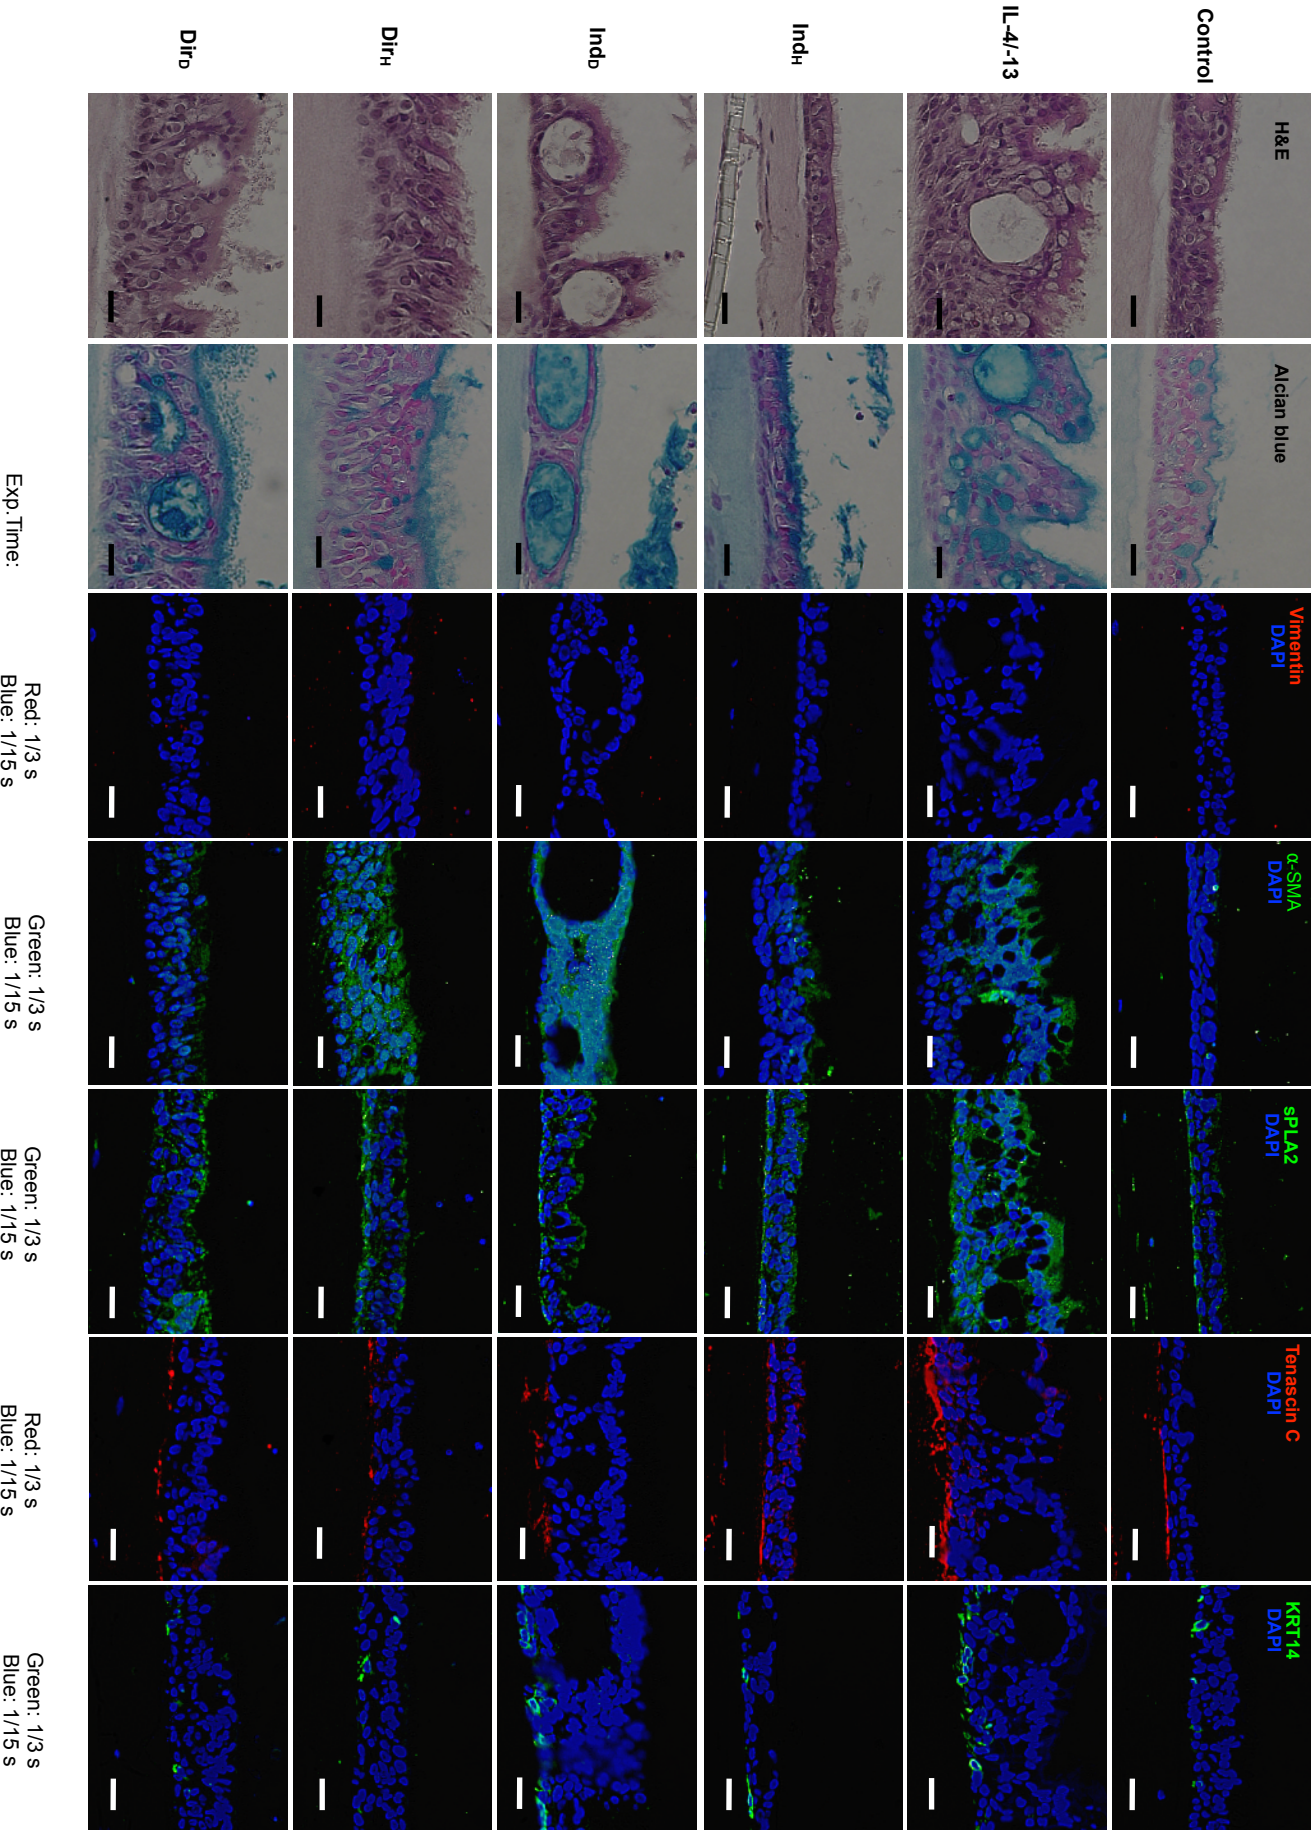 Control
IL-4/-13
IndH
IndD
DirH
DirD
H&E
Alcian blue
Vimentin
DAPI
α-SMA
DAPI
sPLA2
DAPI
Tenascin C
DAPI
KRT14
DAPI
Exp.Time:
Red: 1/3 s
Blue: 1/15 s
Green: 1/3 s
Blue: 1/15 s
Green: 1/3 s
Blue: 1/15 s
Red: 1/3 s
Blue: 1/15 s
Green: 1/3 s
Blue: 1/15 s